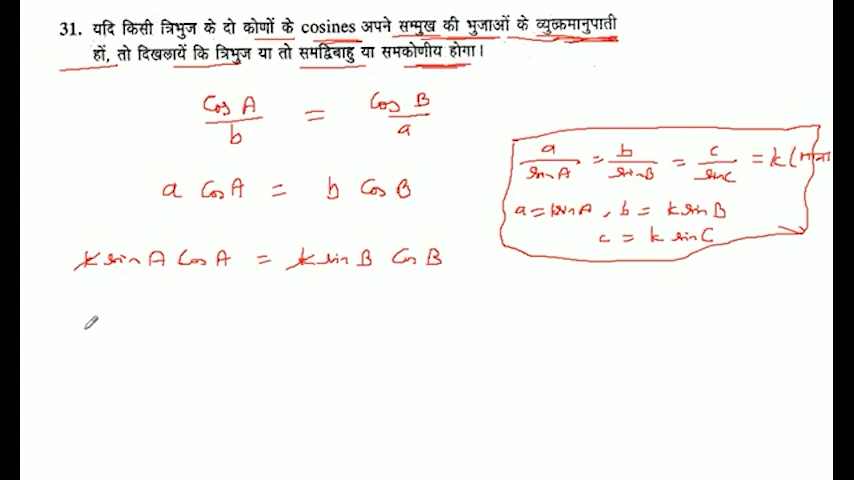 31. यदि किसी त्रिभुज के दो कोणों के cosines अपने सम्मुख की भुजाओं के व्युत्क्रमानुपाती
हों, तो दिखलायें कि त्रिभुज या तो समद्विबाहु या समकोणीय होगा।
Cos A / b = Cos B / a
a Cos A = b Cos B
k sin A Cos A = k sin B Cos B
a / sin A = b / sin B = c / sin C = k (माना
a = k sin A, b = k sin B
c = k sin C